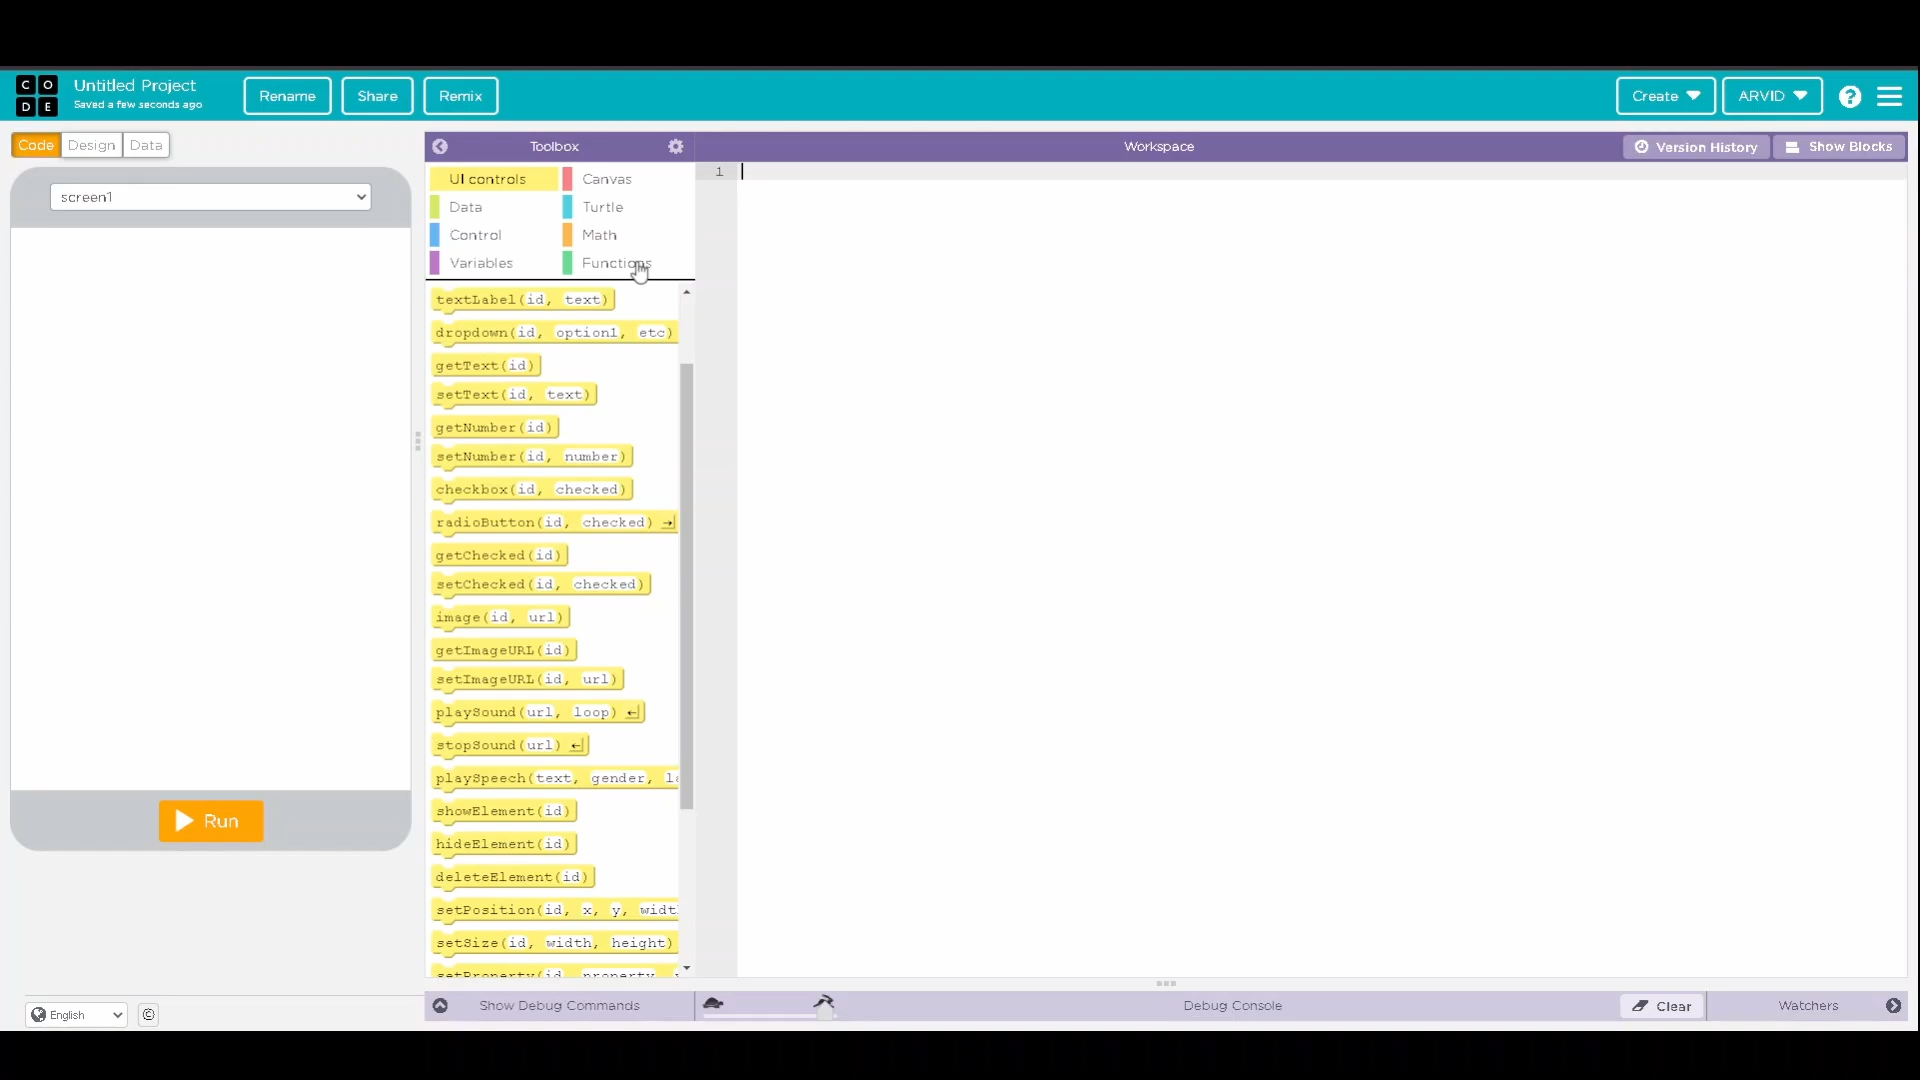 C O
D E
Untitled Project
Saved a few seconds ago
Rename
Share
Remix
Create
ARVID
?
Code
Design
Data
Toolbox
Workspace
Version History
Show Blocks
screen1
UI controls
Canvas
Data
Turtle
Control
Math
Variables
Functions
1
textLabel(id, text)
dropdown(id, option1, etc)
getText(id)
setText(id, text)
getNumber(id)
setNumber(id, number)
checkbox(id, checked)
radioButton(id, checked)
getChecked(id)
setChecked(id, checked)
image(id, url)
getImageURL(id)
setImageURL(id, url)
playSound(url, loop)
stopSound(url)
playSpeech(text, gender, la
showElement(id)
hideElement(id)
deleteElement(id)
setPosition(id, x, y, widt
setSize(id, width, height)
setProperty(id, property,
Run
English
©
Show Debug Commands
Debug Console
Clear
Watchers